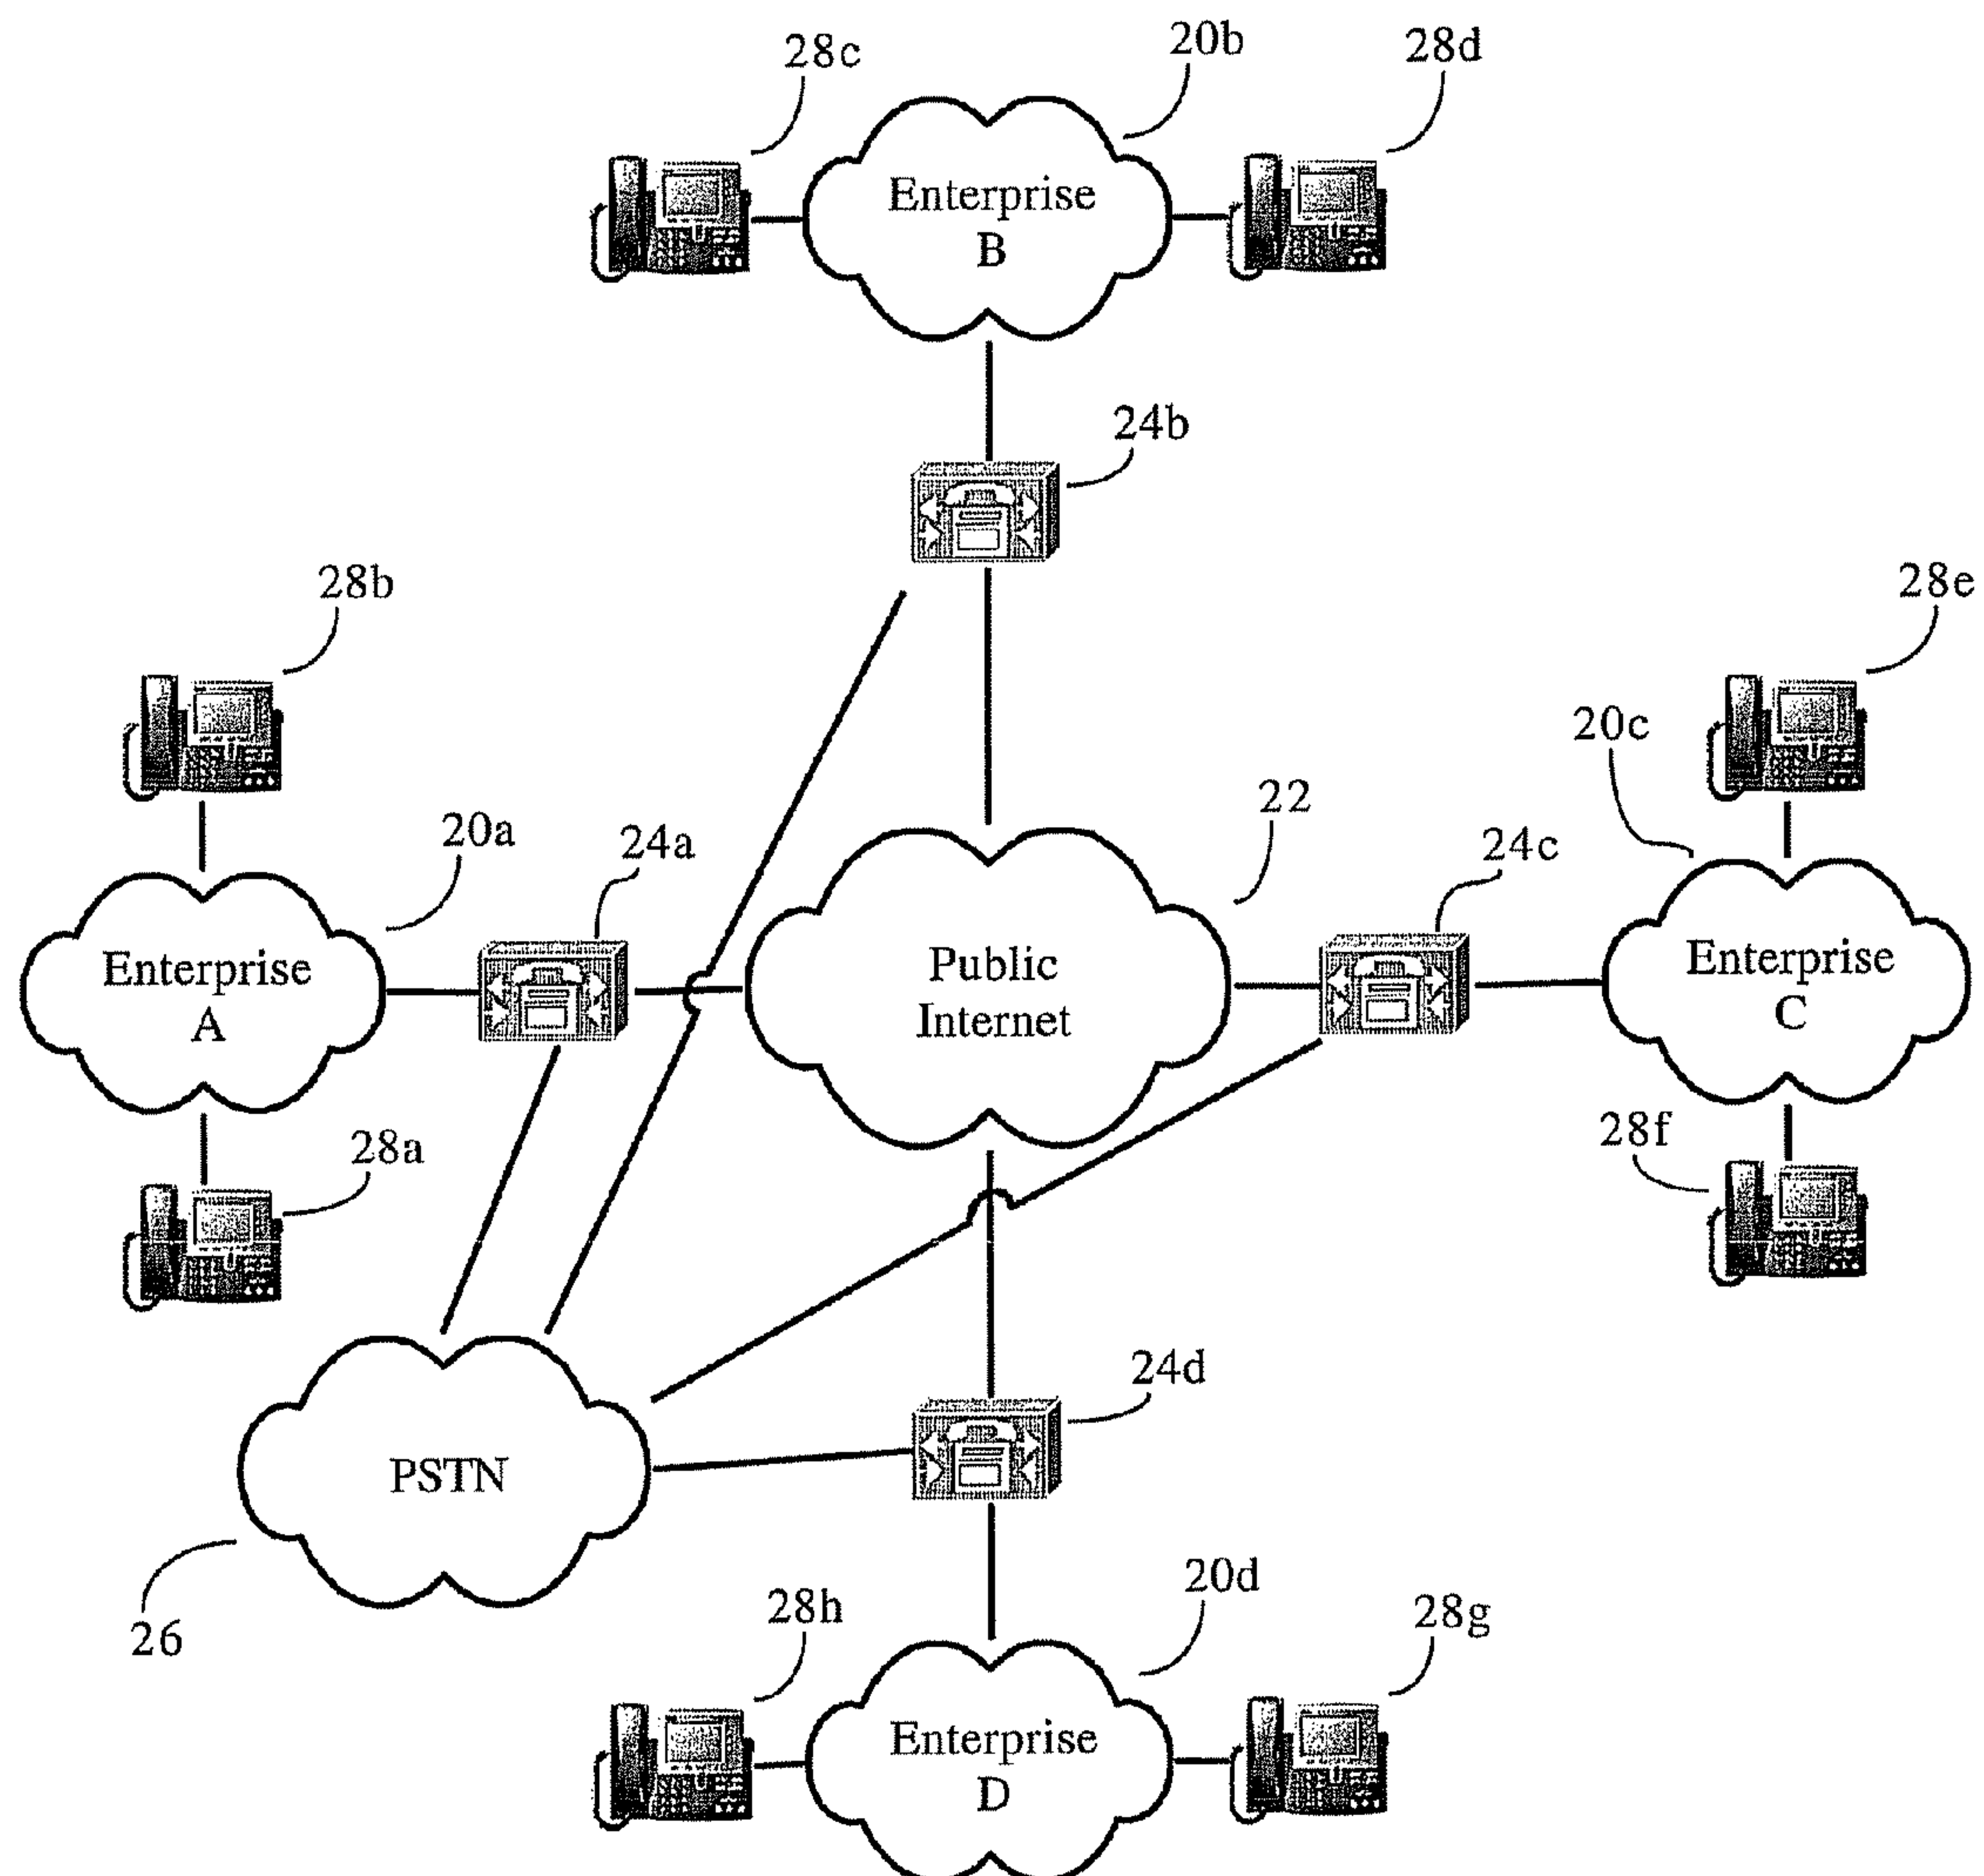 28c
20b
28d
Enterprise
B
24b
28b
28e
20c
22
20a
24a
24c
Enterprise
A
Public
Internet
Enterprise
C
28a
28f
24d
PSTN
26
28h
20d
28g
Enterprise
D